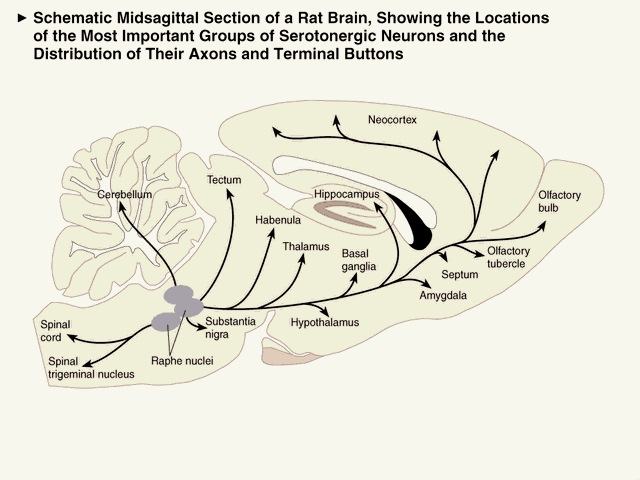 ► Schematic Midsagittal Section of a Rat Brain, Showing the Locations
of the Most Important Groups of Serotonergic Neurons and the
Distribution of Their Axons and Terminal Buttons
Neocortex
Cerebellum
Tectum
Hippocampus
Olfactory
bulb
Habenula
Thalamus
Basal
ganglia
Olfactory
tubercle
Septum
Amygdala
Spinal
cord
Substantia
nigra
Hypothalamus
Spinal
trigeminal nucleus
Raphe nuclei